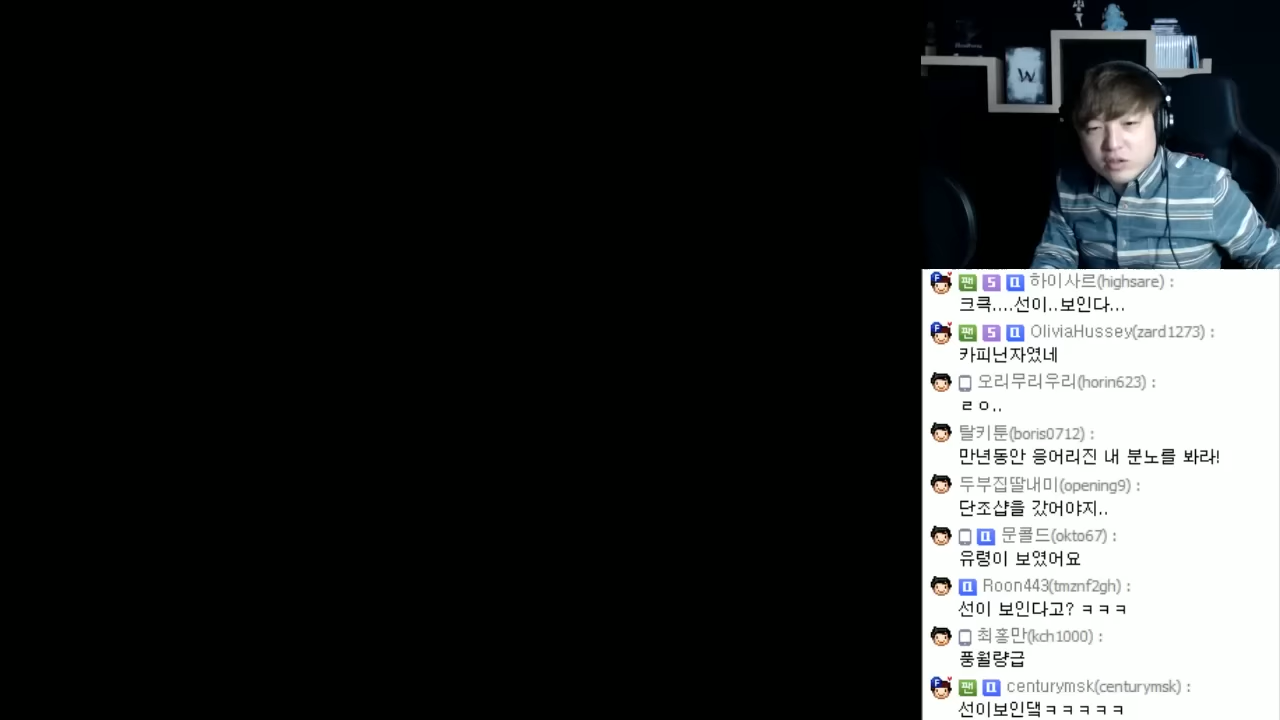 W
팬 S 하이사르(highsare) :
크큭....선이..보인다...
팬 S OliviaHussey(zard1273) :
카피닌자였네
오리무리우리(horin623) :
ㄹㅇ..
탈키툰(boris0712) :
만년동안 응어리진 내 분노를 봐라!
두부집딸내미(opening9) :
단조샵을 갔어야지..
문콜드(okto67) :
유령이 보였어요
Roon443(tmznf2gh) :
선이 보인다고? ㅋㅋㅋ
최홍만(kch1000) :
풍월량급
팬 centurymsk(centurymsk) :
선이보인댘ㅋㅋㅋㅋㅋ